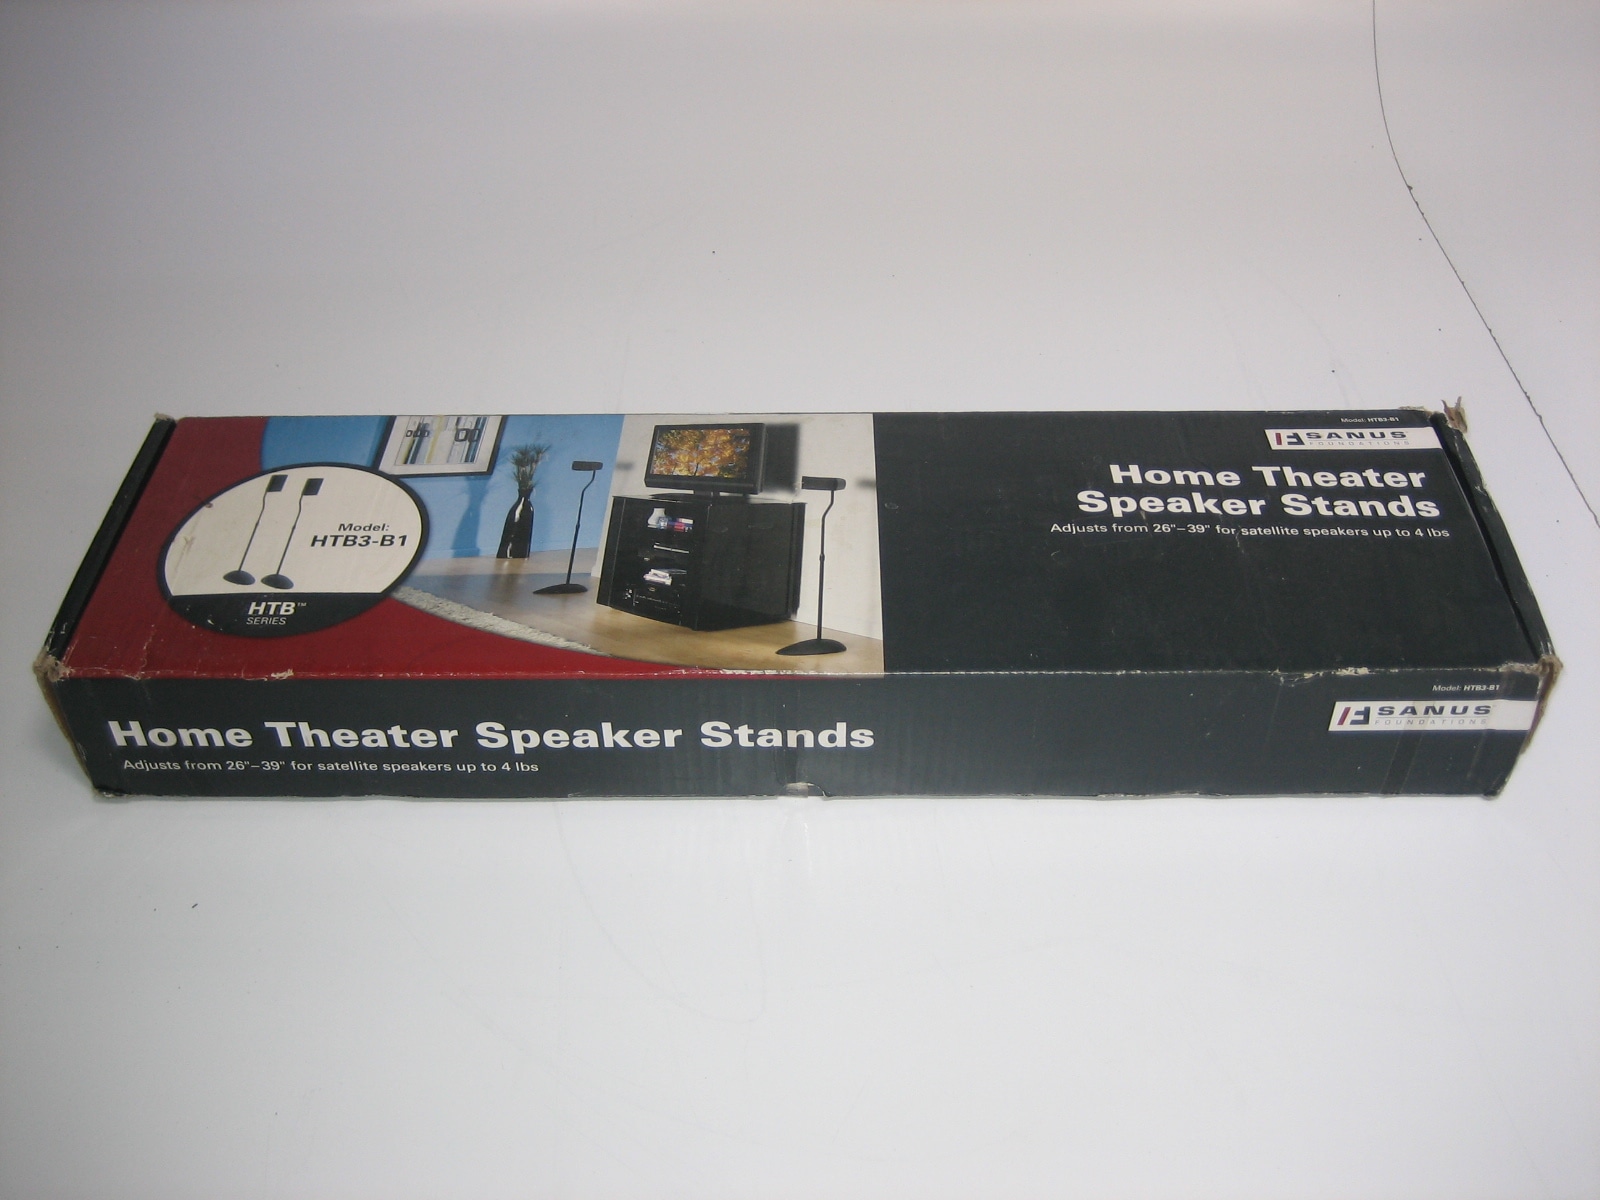 Model: HTB3-B1
SANUS
FOUNDATIONS
Home Theater
Speaker Stands
Adjusts from 26"–39" for satellite speakers up to 4 lbs
Model:
HTB3-B1
HTB™
SERIES
Model: HTB3-B1
SANUS
FOUNDATIONS
Home Theater Speaker Stands
Adjusts from 26"–39" for satellite speakers up to 4 lbs